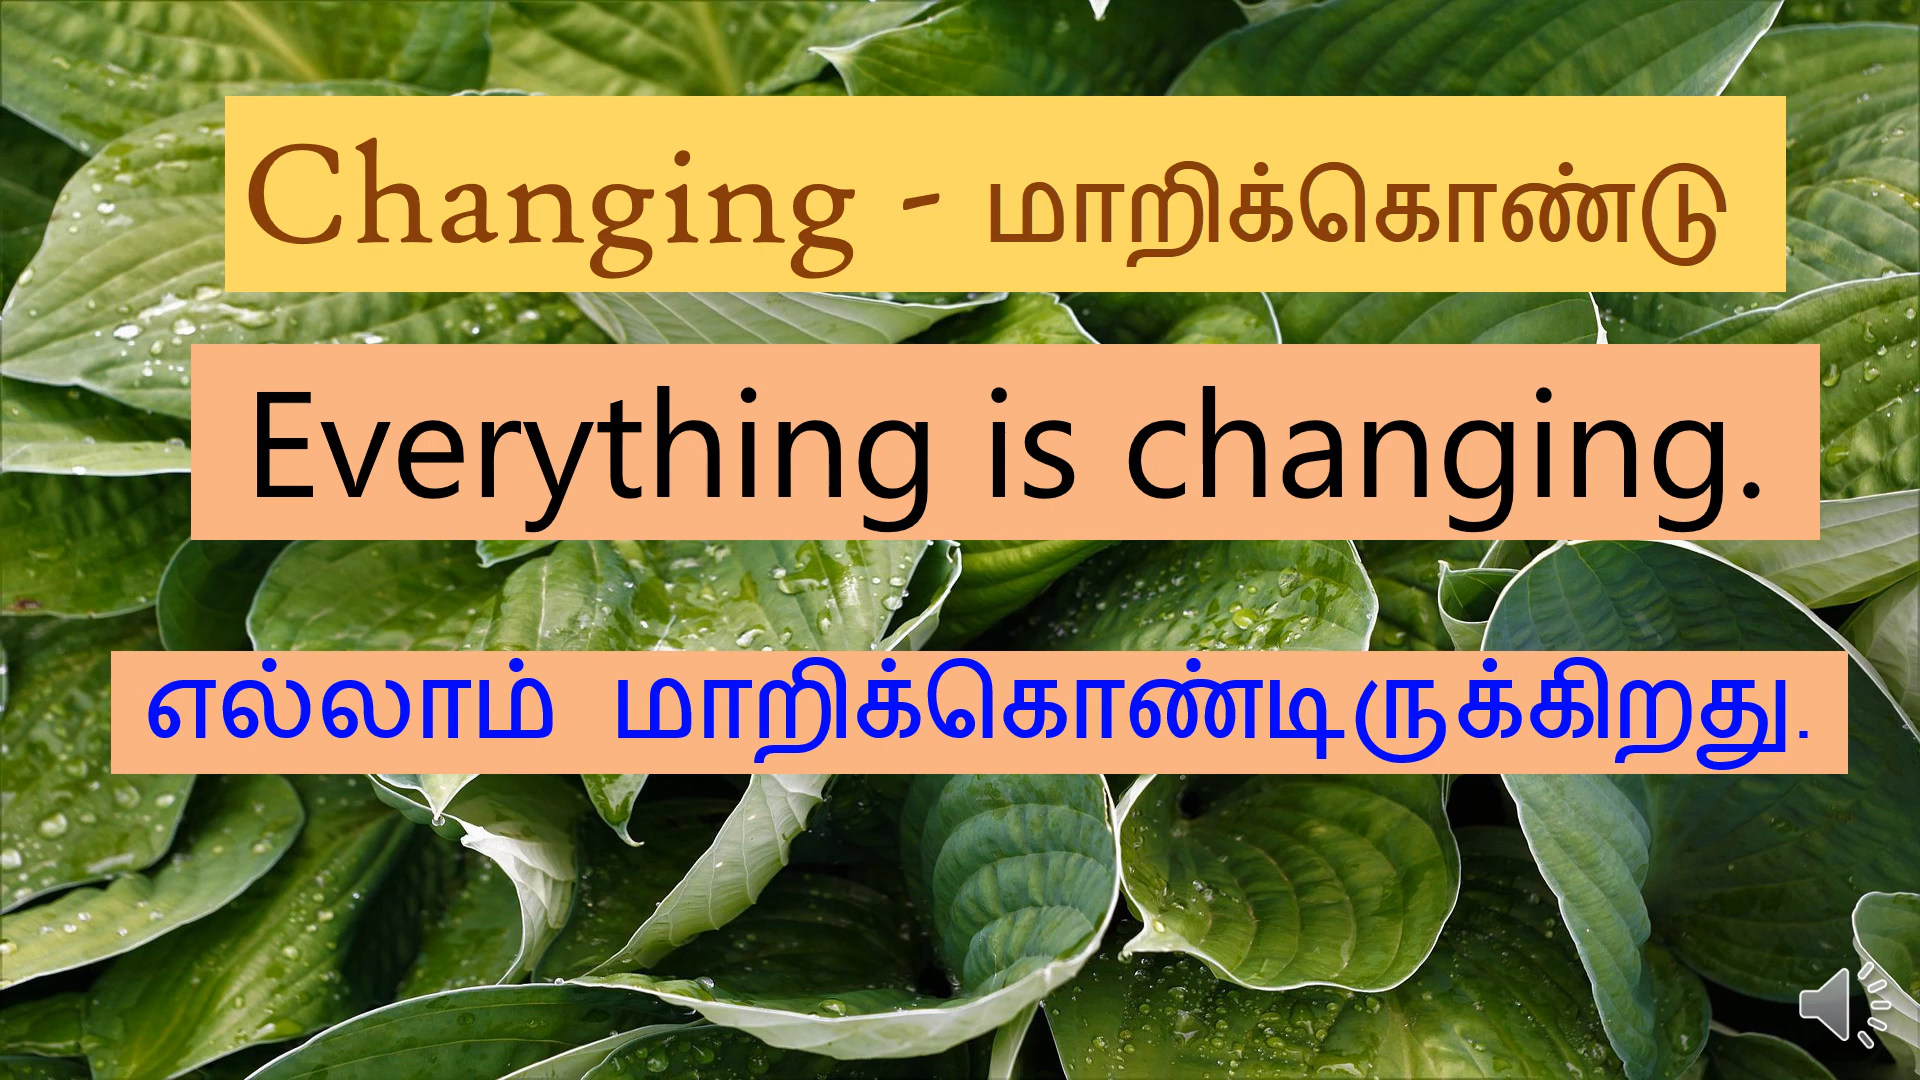 Changing - மாறிக்கொண்டு
Everything is changing.
எல்லாம் மாறிக்கொண்டிருக்கிறது.